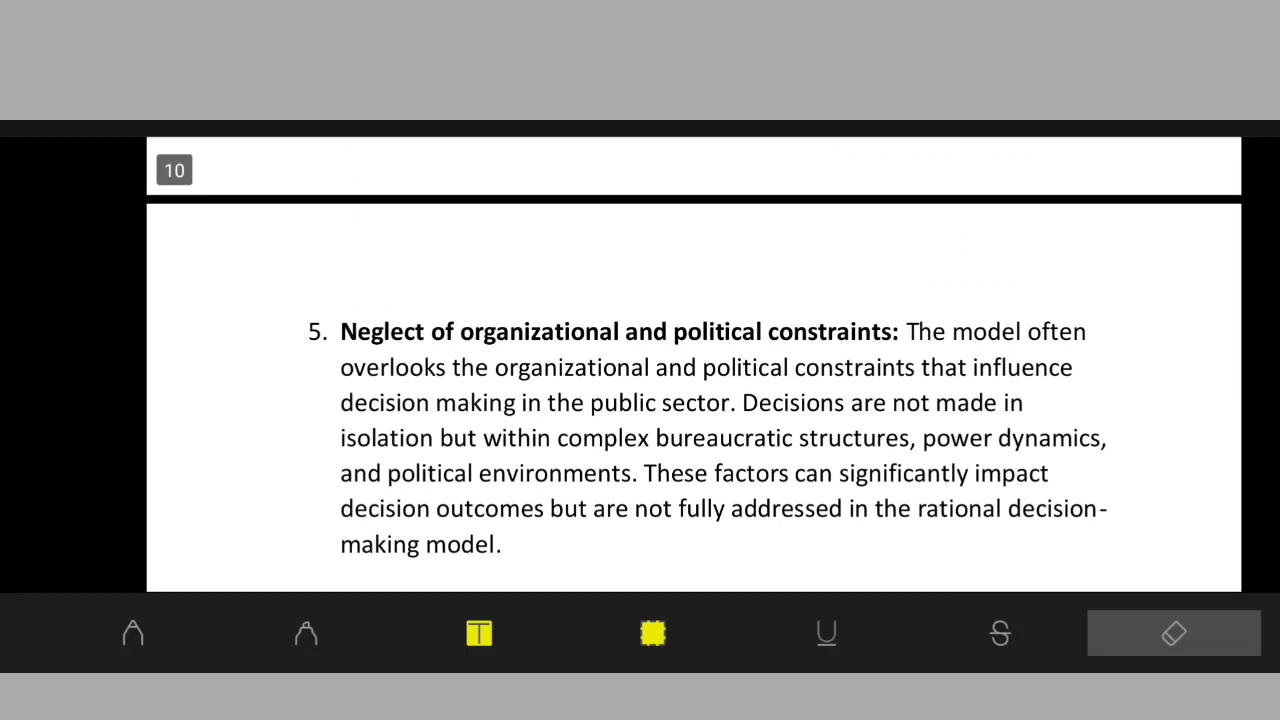 10
5. Neglect of organizational and political constraints: The model often
overlooks the organizational and political constraints that influence
decision making in the public sector. Decisions are not made in
isolation but within complex bureaucratic structures, power dynamics,
and political environments. These factors can significantly impact
decision outcomes but are not fully addressed in the rational decision-
making model.